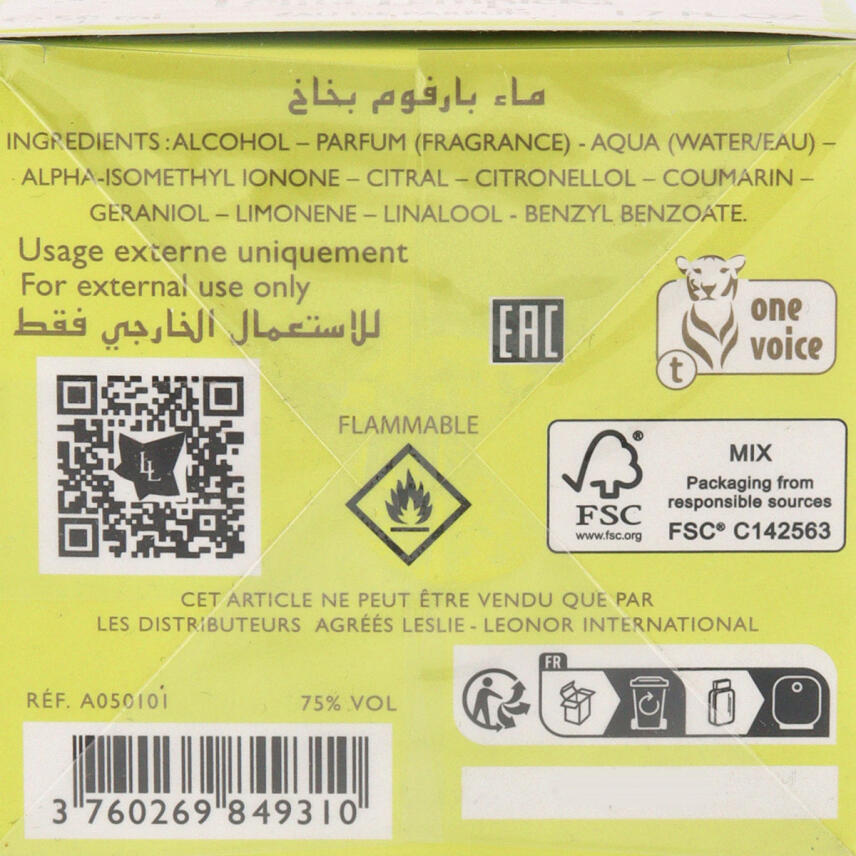 ماء بارفوم بخاخ
INGREDIENTS :ALCOHOL – PARFUM (FRAGRANCE) - AQUA (WATER/EAU) –
ALPHA-ISOMETHYL IONONE – CITRAL – CITRONELLOL – COUMARIN –
GERANIOL – LIMONENE – LINALOOL - BENZYL BENZOATE.
Usage externe uniquement
For external use only
للاستعمال الخارجي فقط
EAC
one
voice
t
LL
FLAMMABLE
MIX
Packaging from
responsible sources
FSC® C142563
FSC
www.fsc.org
CET ARTICLE NE PEUT ÊTRE VENDU QUE PAR
LES DISTRIBUTEURS AGRÉÉS LESLIE - LEONOR INTERNATIONAL
FR
RÉF. A050101 75% VOL
3 760269 849310